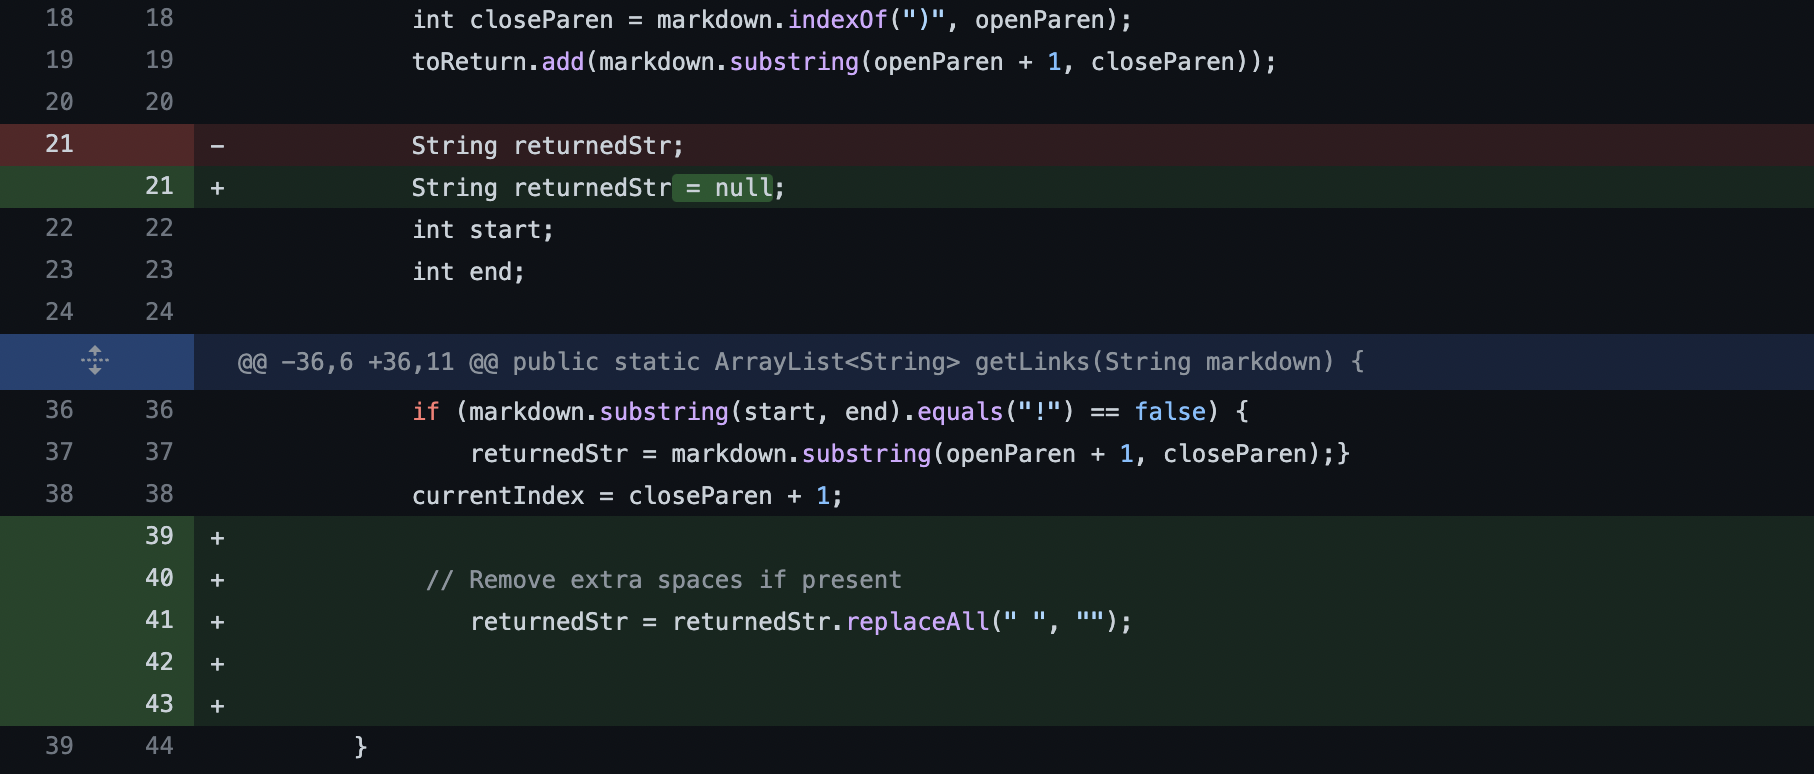 18 18 int closeParen = markdown.indexOf(")", openParen);
19 19 toReturn.add(markdown.substring(openParen + 1, closeParen));
20 20
21 - String returnedStr;
21 + String returnedStr = null;
22 22 int start;
23 23 int end;
24 24
@@ -36,6 +36,11 @@ public static ArrayList<String> getLinks(String markdown) {
36 36 if (markdown.substring(start, end).equals("!") == false) {
37 37 returnedStr = markdown.substring(openParen + 1, closeParen);}
38 38 currentIndex = closeParen + 1;
39 +
40 + // Remove extra spaces if present
41 + returnedStr = returnedStr.replaceAll(" ", "");
42 +
43 +
39 44 }